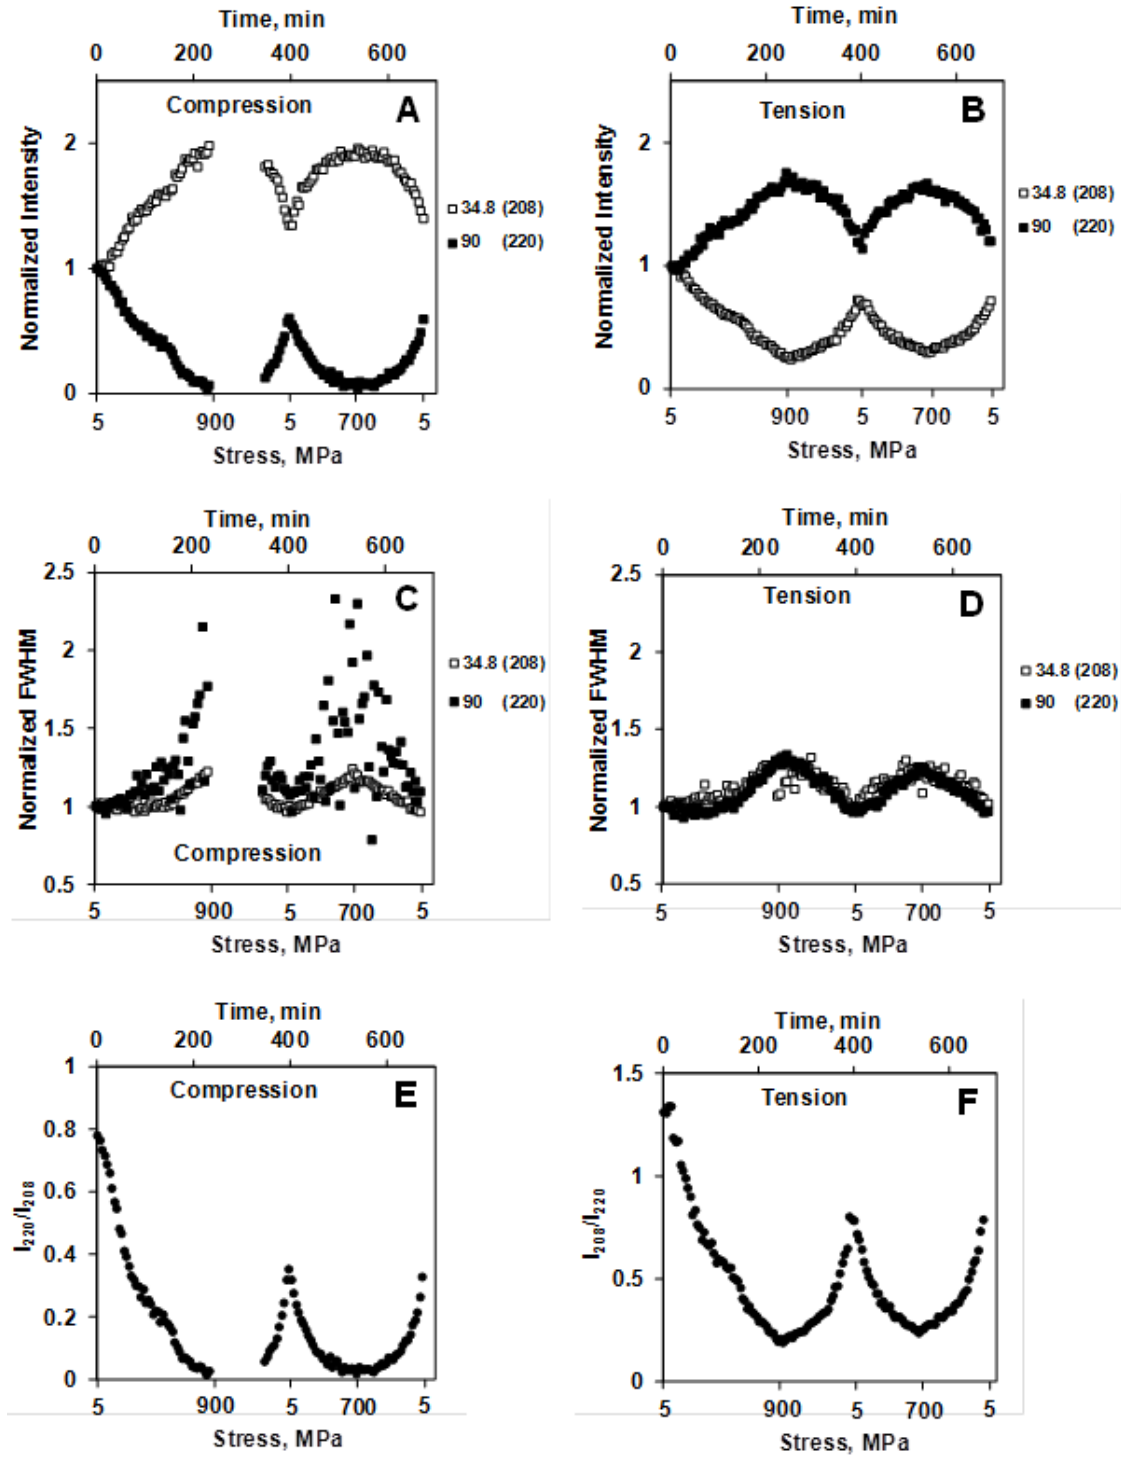 Time, min
0 200 400 600
Compression
A
Normalized Intensity
2
1
0
34.8 (208)
90 (220)
5 900 5 700 5
Stress, MPa
Time, min
0 200 400 600
Tension
B
Normalized Intensity
2
1
0
34.8 (208)
90 (220)
5 900 5 700 5
Stress, MPa
Time, min
0 200 400 600
C
Normalized FWHM
2.5
2
1.5
1
0.5
34.8 (208)
90 (220)
Compression
5 900 5 700 5
Stress, MPa
Time, min
0 200 400 600
Tension
D
Normalized FWHM
2.5
2
1.5
1
0.5
34.8 (208)
90 (220)
5 900 5 700 5
Stress, MPa
Time, min
0 200 400 600
Compression
E
I220/I208
1
0.8
0.6
0.4
0.2
0
5 900 5 700 5
Stress, MPa
Time, min
0 200 400 600
Tension
F
I208/I220
1.5
1
0.5
0
5 900 5 700 5
Stress, MPa